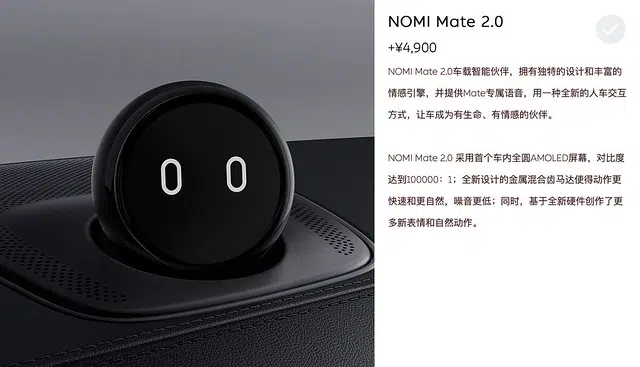 NOMI Mate 2.0
+¥4,900
NOMI Mate 2.0车载智能伙伴，拥有独特的设计和丰富的
情感引擎，并提供Mate专属语音，用一种全新的人车交互
方式，让车成为有生命、有情感的伙伴。
NOMI Mate 2.0 采用首个车内全圆AMOLED屏幕，对比度
达到100000：1；全新设计的金属混合齿马达使得动作更
快速和更自然，噪音更低；同时，基于全新硬件创作了更
多新表情和自然动作。